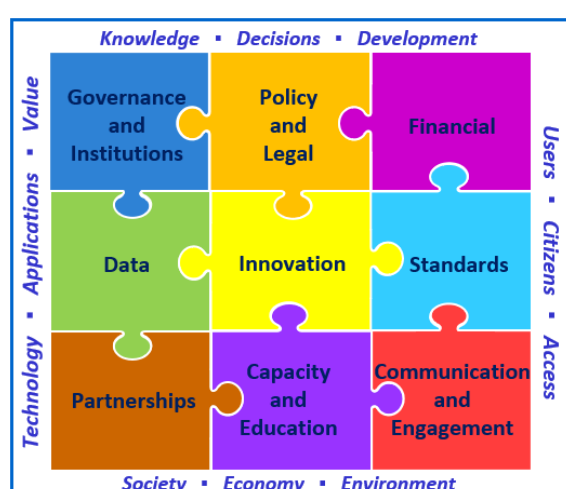 Knowledge ▪ Decisions ▪ Development
Technology ▪ Applications ▪ Value
Governance
and
Institutions
Policy
and
Legal
Financial
Data
Innovation
Standards
Partnerships
Capacity
and
Education
Communication
and
Engagement
Users ▪ Citizens ▪ Access
Society ▪ Economy ▪ Environment